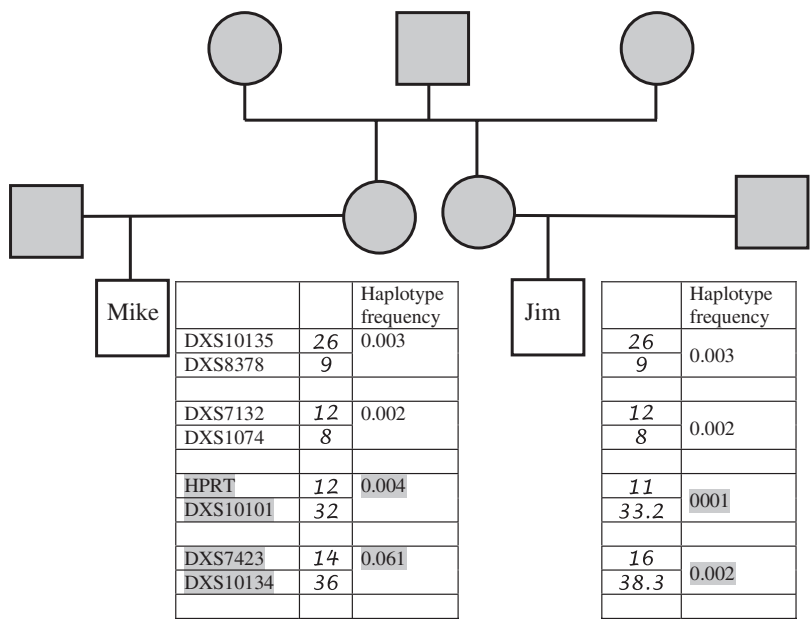 Mike
Haplotype frequency
DXS10135 26 0.003
DXS8378 9
DXS7132 12 0.002
DXS1074 8
HPRT 12 0.004
DXS10101 32
DXS7423 14 0.061
DXS10134 36
Jim
Haplotype frequency
26 0.003
9
12 0.002
8
11 0001
33.2
16 0.002
38.3